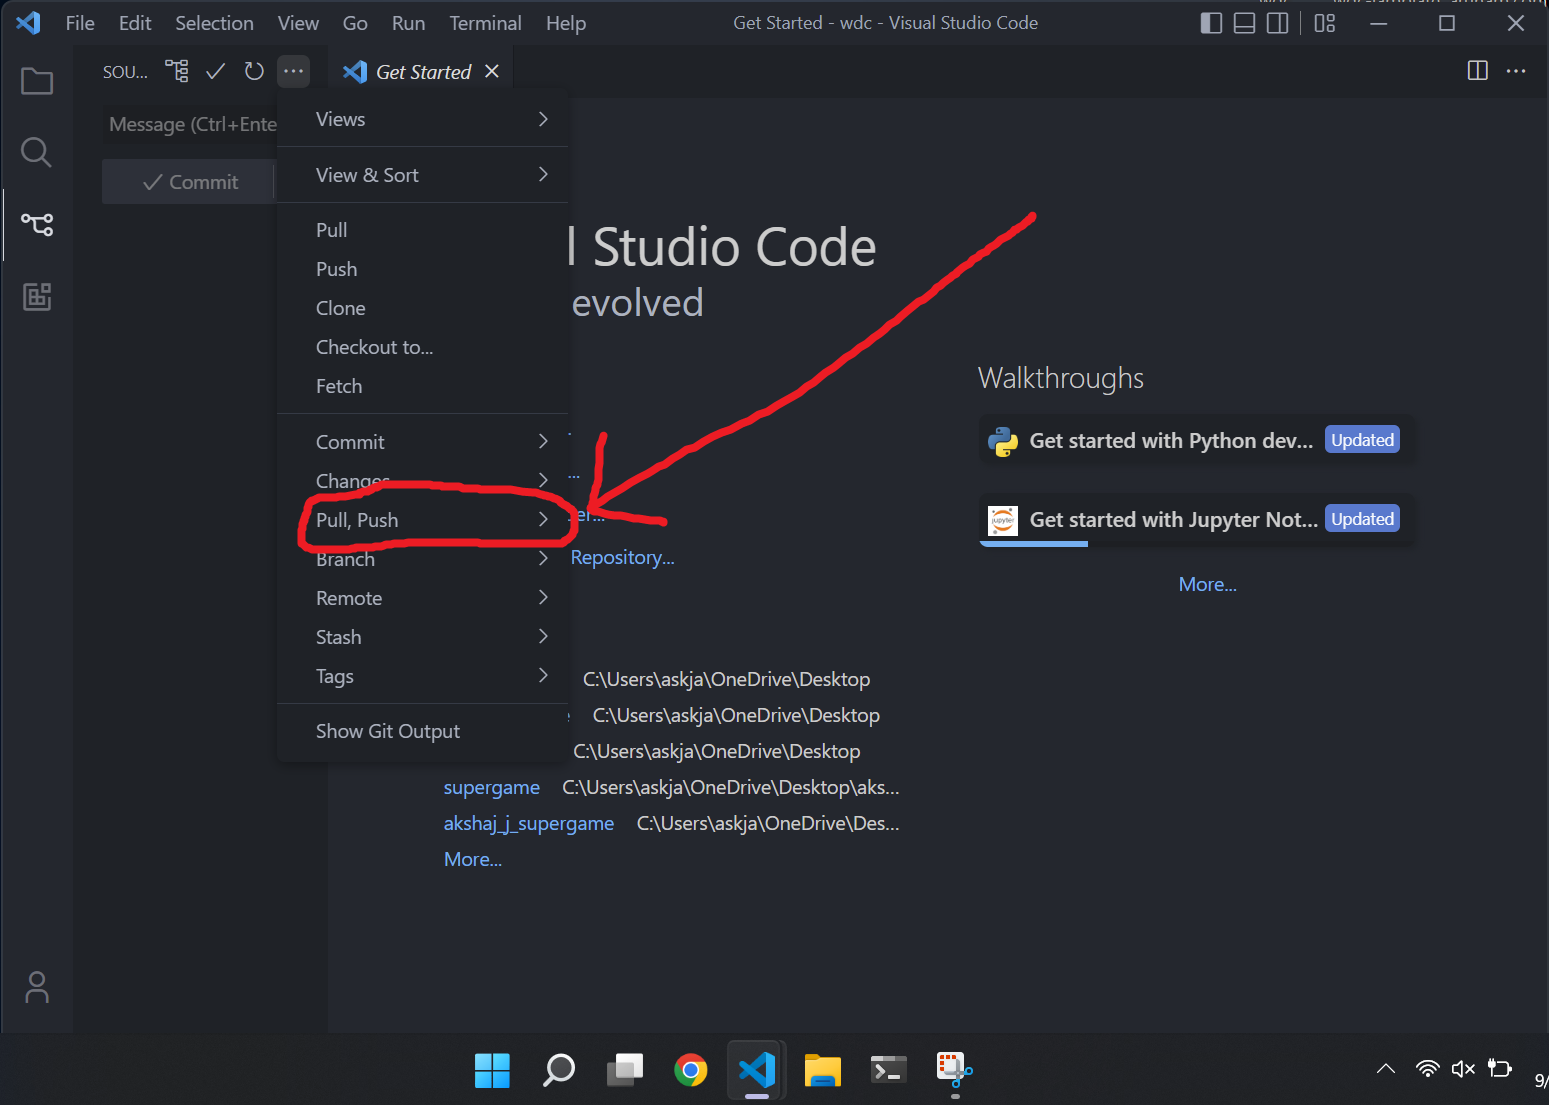 File Edit Selection View Go Run Terminal Help Get Started - wdc - Visual Studio Code
SOU...
Get Started
Message (Ctrl+Ente
Commit
Views
View & Sort
Pull
Push
Clone
Checkout to...
Fetch
Commit
Changes
Pull, Push
Branch
Remote
Stash
Tags
Show Git Output
l Studio Code
evolved
...
er...
Repository...
C:\Users\askja\OneDrive\Desktop
C:\Users\askja\OneDrive\Desktop
C:\Users\askja\OneDrive\Desktop
supergame C:\Users\askja\OneDrive\Desktop\aks...
akshaj_j_supergame C:\Users\askja\OneDrive\Des...
More...
Walkthroughs
Get started with Python dev... Updated
jupyter Get started with Jupyter Not... Updated
More...
9/